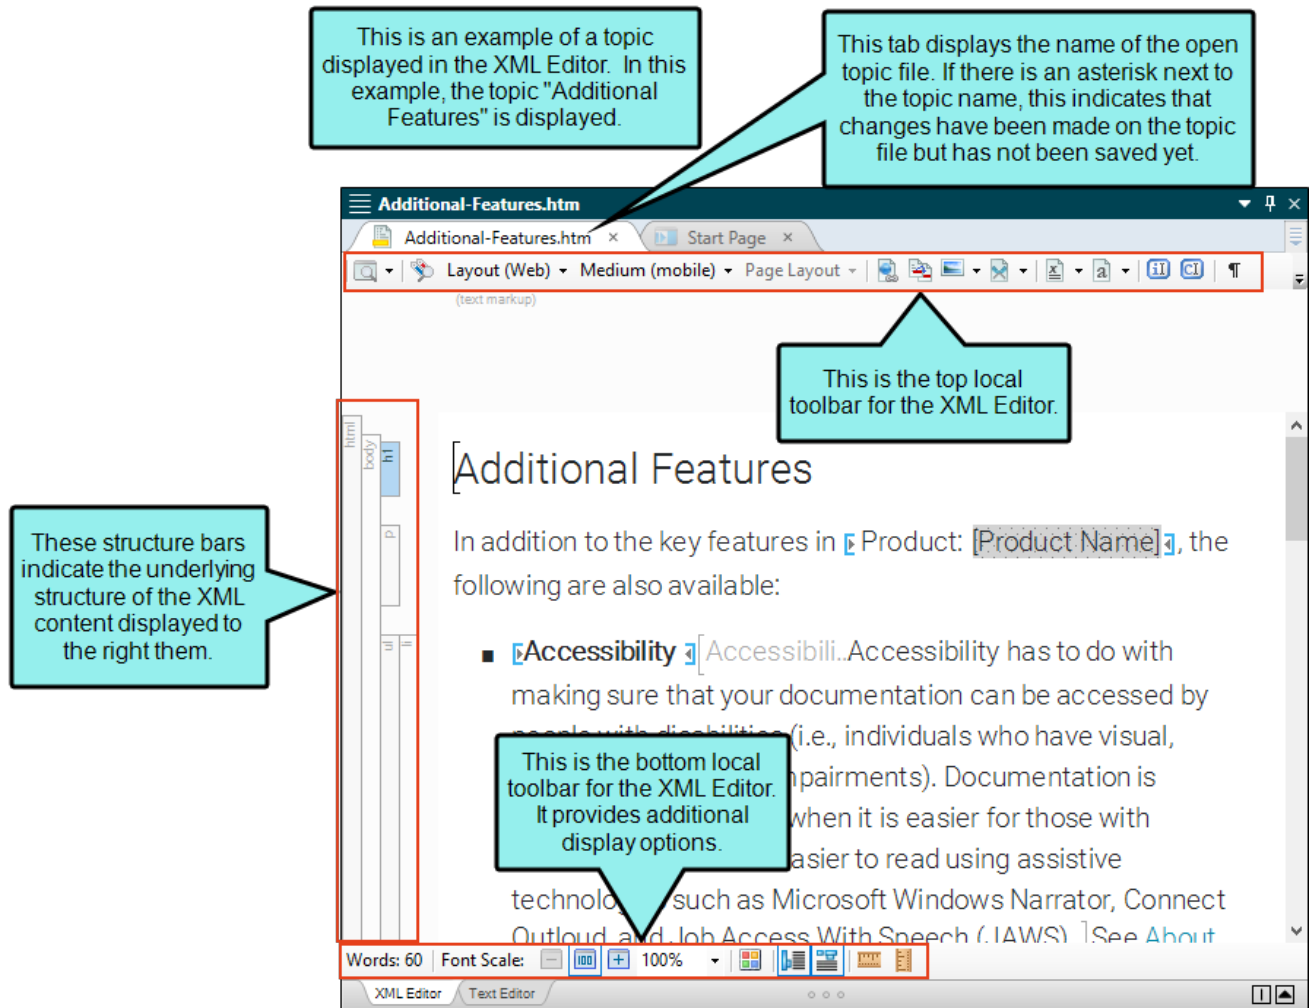 This is an example of a topic
displayed in the XML Editor.  In this
example, the topic "Additional
Features" is displayed.
This tab displays the name of the open
topic file. If there is an asterisk next to
the topic name, this indicates that
changes have been made on the topic
file but has not been saved yet.
Additional-Features.htm
Additional-Features.htm
Start Page
Layout (Web)
Medium (mobile)
Page Layout
(text markup)
This is the top local
toolbar for the XML Editor.
html
body
h1
p
ul
li
These structure bars
indicate the underlying
structure of the XML
content displayed to
the right them.
Additional Features
In addition to the key features in Product: [Product Name], the
following are also available:
Accessibility Accessibili...Accessibility has to do with
making sure that your documentation can be accessed by
people with disabilities (i.e., individuals who have visual,
pairments). Documentation is
when it is easier for those with
asier to read using assistive
such as Microsoft Windows Narrator, Connect
Outloud, and Job Access With Speech (JAWS). See About
This is the bottom local
toolbar for the XML Editor.
It provides additional
display options.
Words: 60
Font Scale:
100
100%
XML Editor
Text Editor